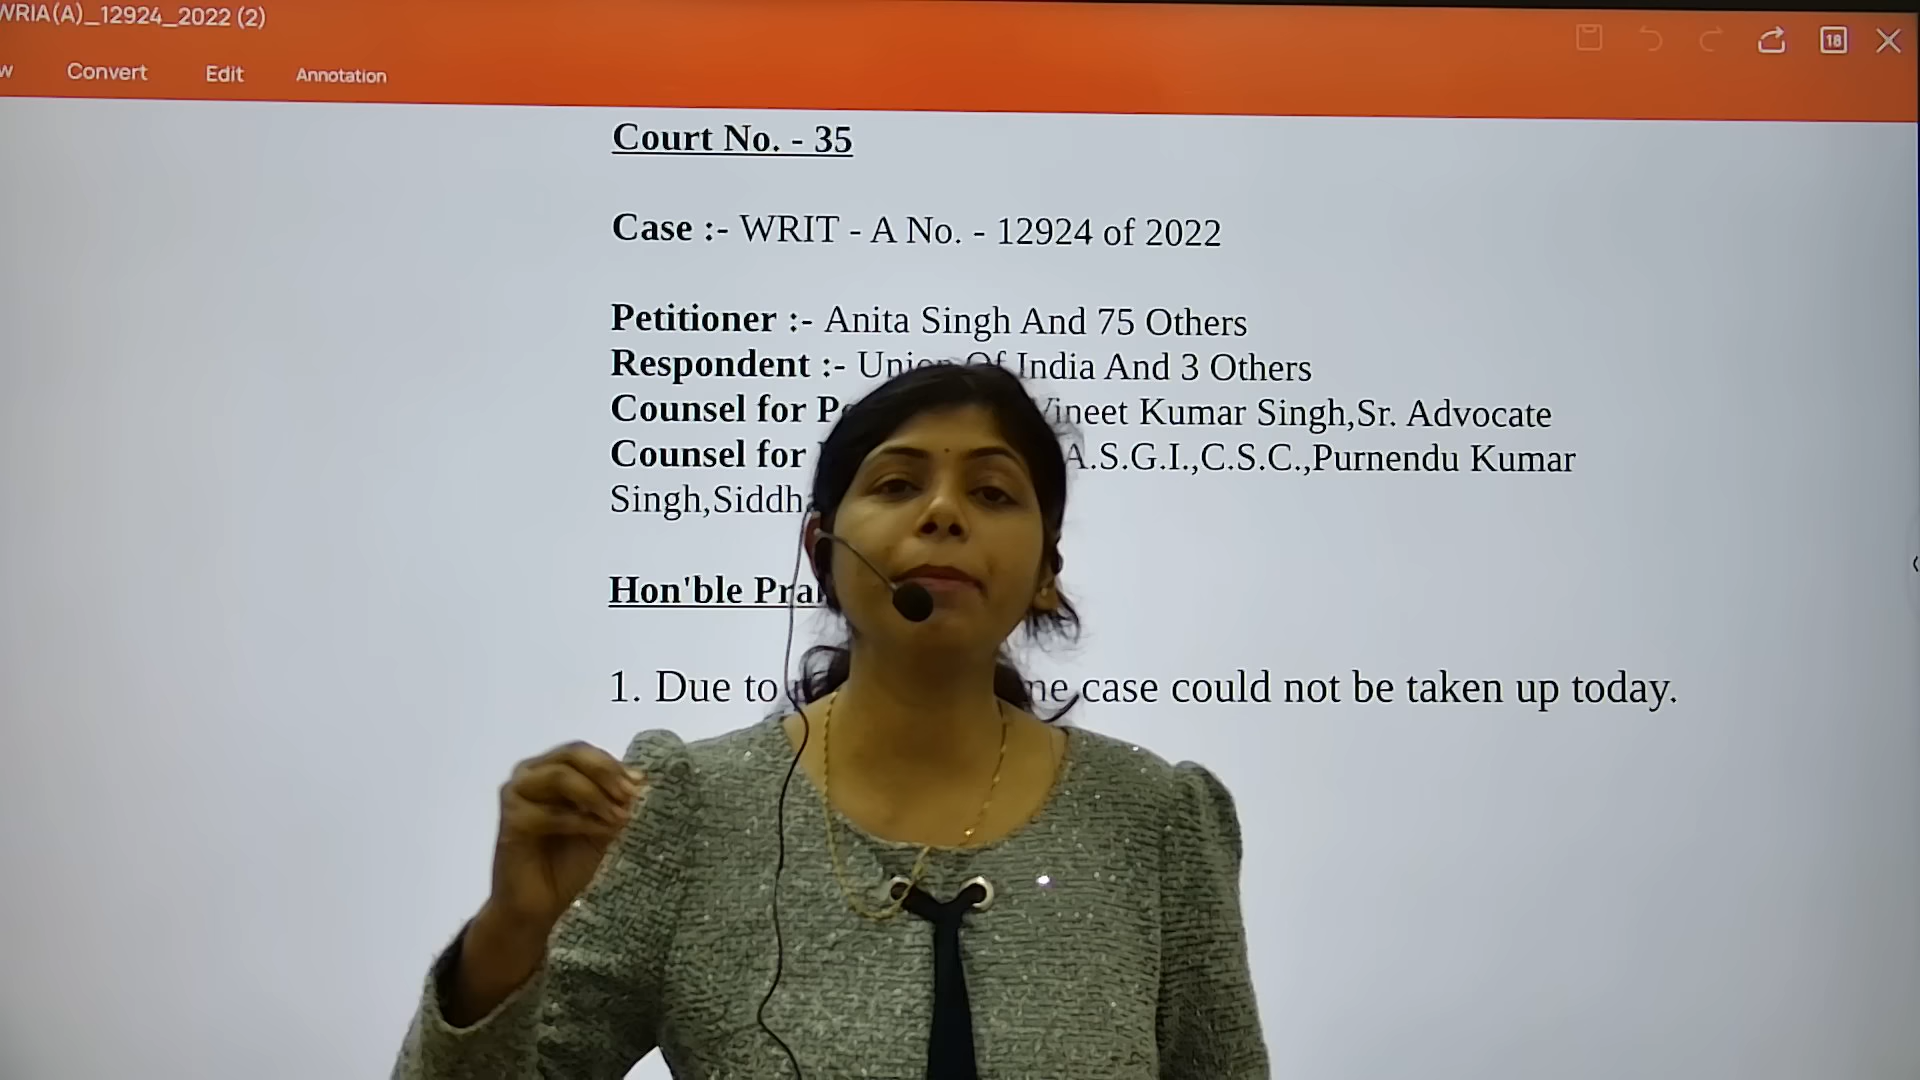 WRIA(A)_12924_2022 (2)
w Convert Edit Annotation
18
Court No. - 35
Case :- WRIT - A No. - 12924 of 2022
Petitioner :- Anita Singh And 75 Others
Respondent :- Union Of India And 3 Others
Counsel for Vineet Kumar Singh,Sr. Advocate
Counsel for A.S.G.I.,C.S.C.,Purnendu Kumar
Singh,
Hon'ble
1. Due to case could not be taken up today.